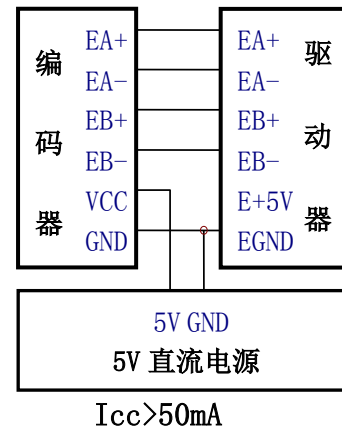 编码器
EA+
EA-
EB+
EB-
VCC
GND
EA+
EA-
EB+
EB-
E+5V
EGND
驱动器
5V GND
5V 直流电源
Icc>50mA